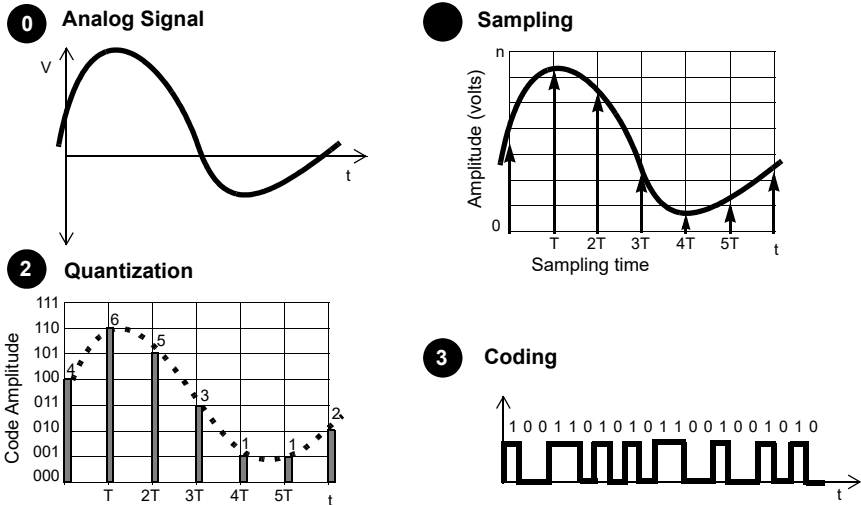 0 Analog Signal
V
t
Sampling
n
Amplitude (volts)
0
T 2T 3T 4T 5T t
Sampling time
2 Quantization
111
110
101
100
011
010
001
000
Code Amplitude
4 6 5 3 1 1 2
T 2T 3T 4T 5T t
3 Coding
1 0 0 1 1 0 1 0 1 0 1 1 0 0 1 0 0 1 0 1 0
t